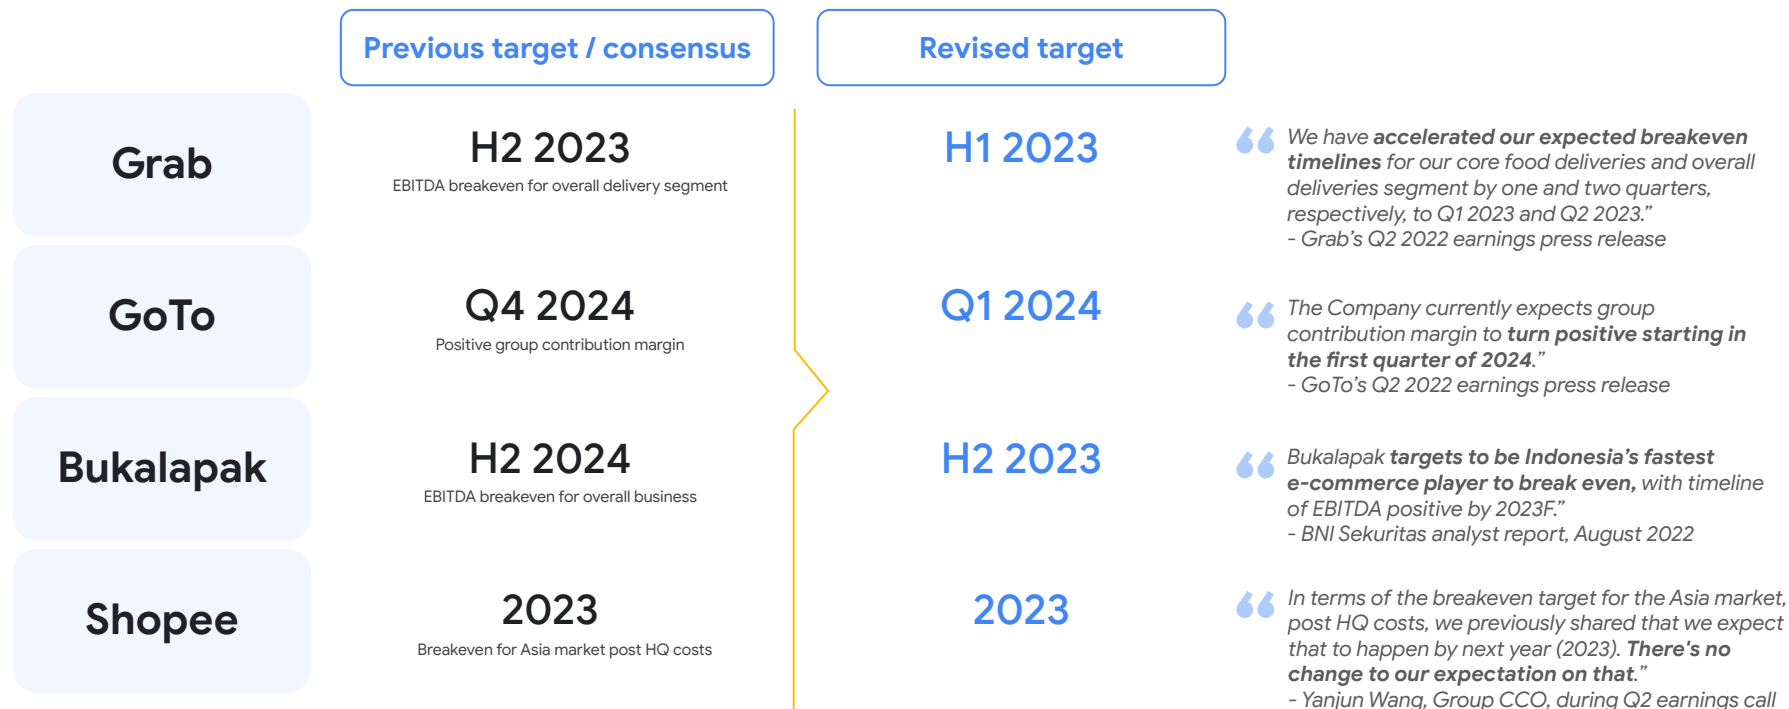 Previous target / consensus
Revised target
Grab
H2 2023
EBITDA breakeven for overall delivery segment
H1 2023
“We have accelerated our expected breakeven
timelines for our core food deliveries and overall
deliveries segment by one and two quarters,
respectively, to Q1 2023 and Q2 2023.”
- Grab’s Q2 2022 earnings press release
GoTo
Q4 2024
Positive group contribution margin
Q1 2024
“The Company currently expects group
contribution margin to turn positive starting in
the first quarter of 2024.”
- GoTo’s Q2 2022 earnings press release
Bukalapak
H2 2024
EBITDA breakeven for overall business
H2 2023
“Bukalapak targets to be Indonesia’s fastest
e-commerce player to break even, with timeline
of EBITDA positive by 2023F.”
- BNI Sekuritas analyst report, August 2022
Shopee
2023
Breakeven for Asia market post HQ costs
2023
“In terms of the breakeven target for the Asia market,
post HQ costs, we previously shared that we expect
that to happen by next year (2023). There's no
change to our expectation on that.”
- Yanjun Wang, Group CCO, during Q2 earnings call